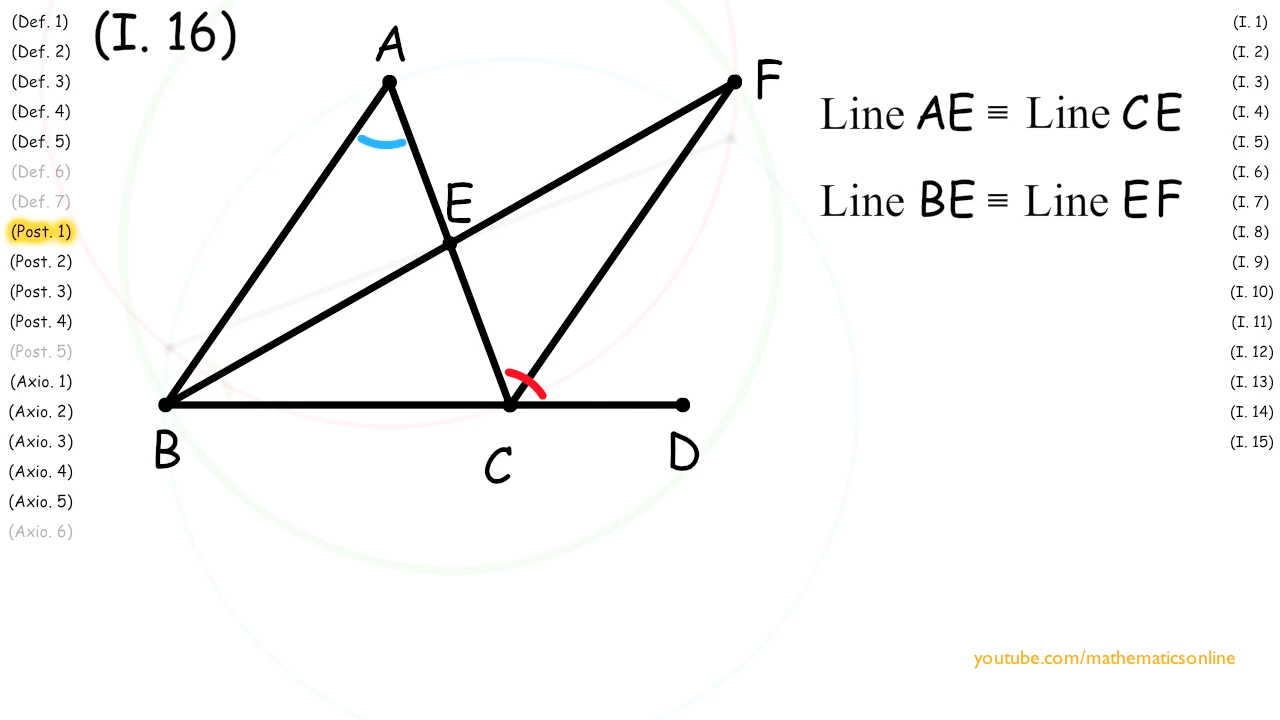 (Def. 1)
(Def. 2)
(Def. 3)
(Def. 4)
(Def. 5)
(Def. 6)
(Def. 7)
(Post. 1)
(Post. 2)
(Post. 3)
(Post. 4)
(Post. 5)
(Axio. 1)
(Axio. 2)
(Axio. 3)
(Axio. 4)
(Axio. 5)
(Axio. 6)
(I. 16)
A
F
E
B
C
D
Line AE ≡ Line CE
Line BE ≡ Line EF
(I. 1)
(I. 2)
(I. 3)
(I. 4)
(I. 5)
(I. 6)
(I. 7)
(I. 8)
(I. 9)
(I. 10)
(I. 11)
(I. 12)
(I. 13)
(I. 14)
(I. 15)
youtube.com/mathematicsonline